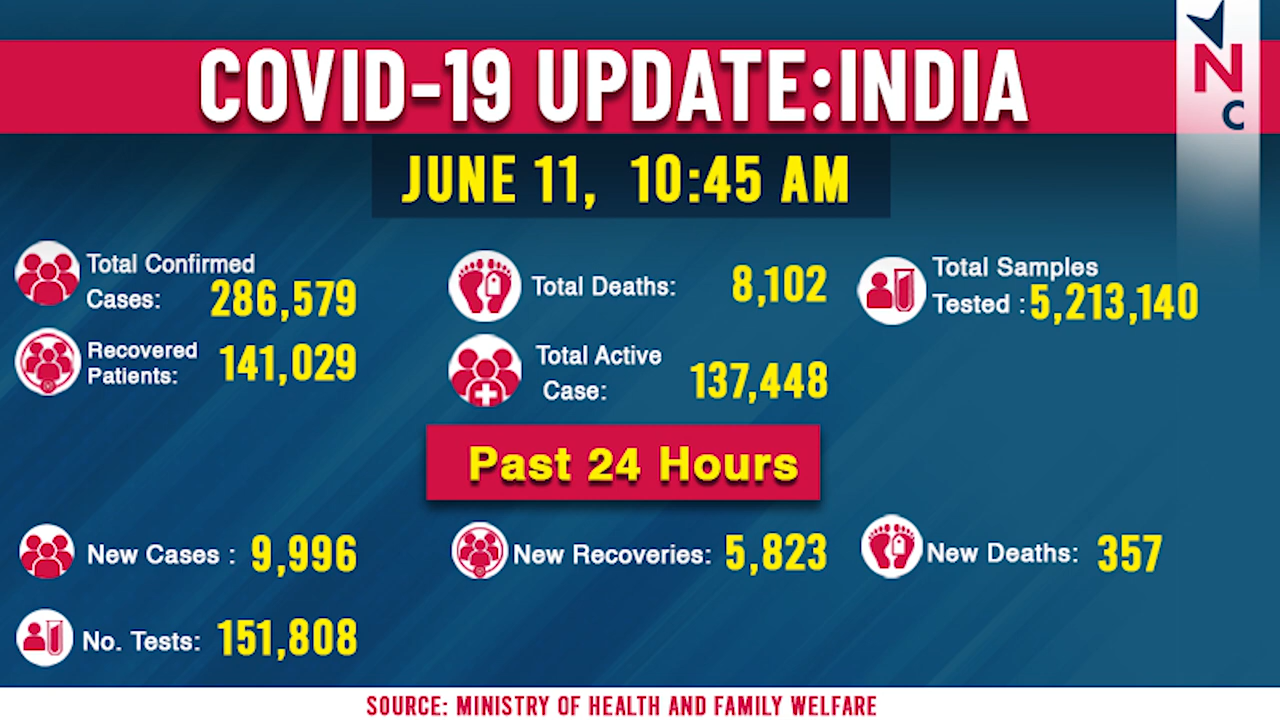 N
C
COVID-19 UPDATE:INDIA
JUNE 11, 10:45 AM
Total Confirmed
Cases: 286,579
Recovered
Patients: 141,029
Total Deaths: 8,102
Total Active
Case: 137,448
Total Samples
Tested : 5,213,140
Past 24 Hours
New Cases : 9,996
New Recoveries: 5,823
New Deaths: 357
No. Tests: 151,808
SOURCE: MINISTRY OF HEALTH AND FAMILY WELFARE